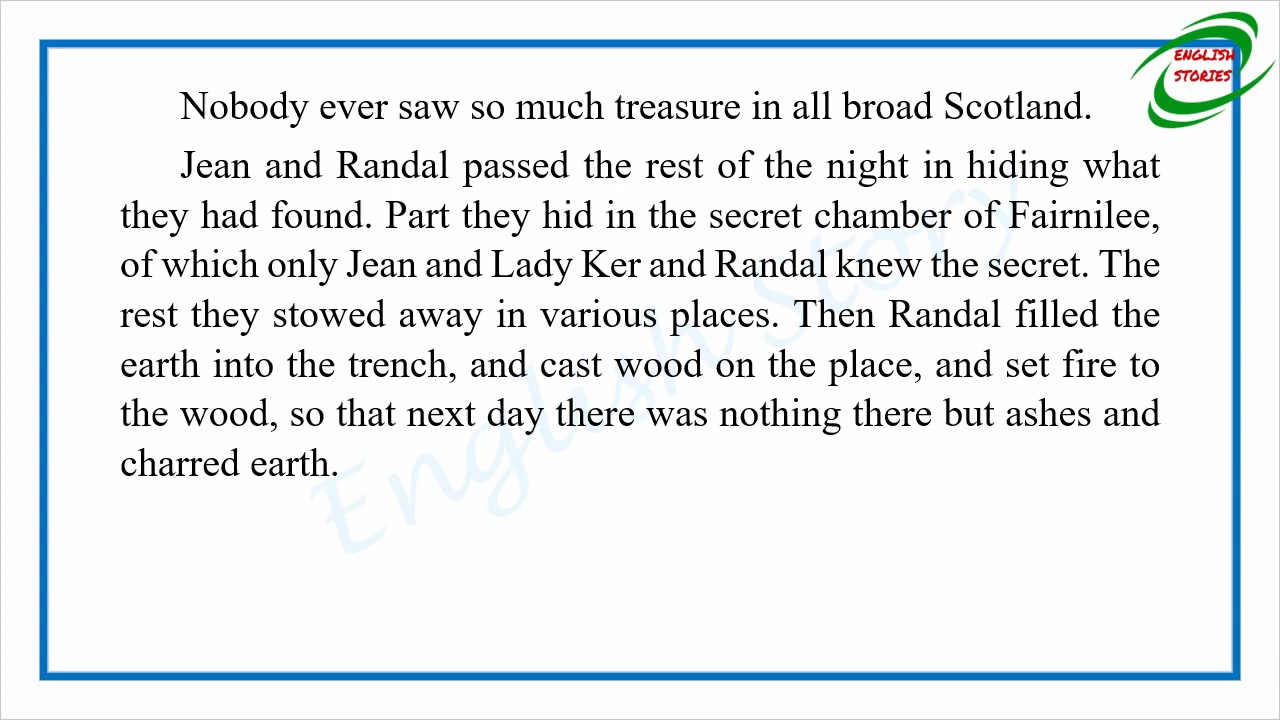 ENGLISH
STORIES
Nobody ever saw so much treasure in all broad Scotland.
Jean and Randal passed the rest of the night in hiding what
they had found. Part they hid in the secret chamber of Fairnilee,
of which only Jean and Lady Ker and Randal knew the secret. The
rest they stowed away in various places. Then Randal filled the
earth into the trench, and cast wood on the place, and set fire to
the wood, so that next day there was nothing there but ashes and
charred earth.
English Story